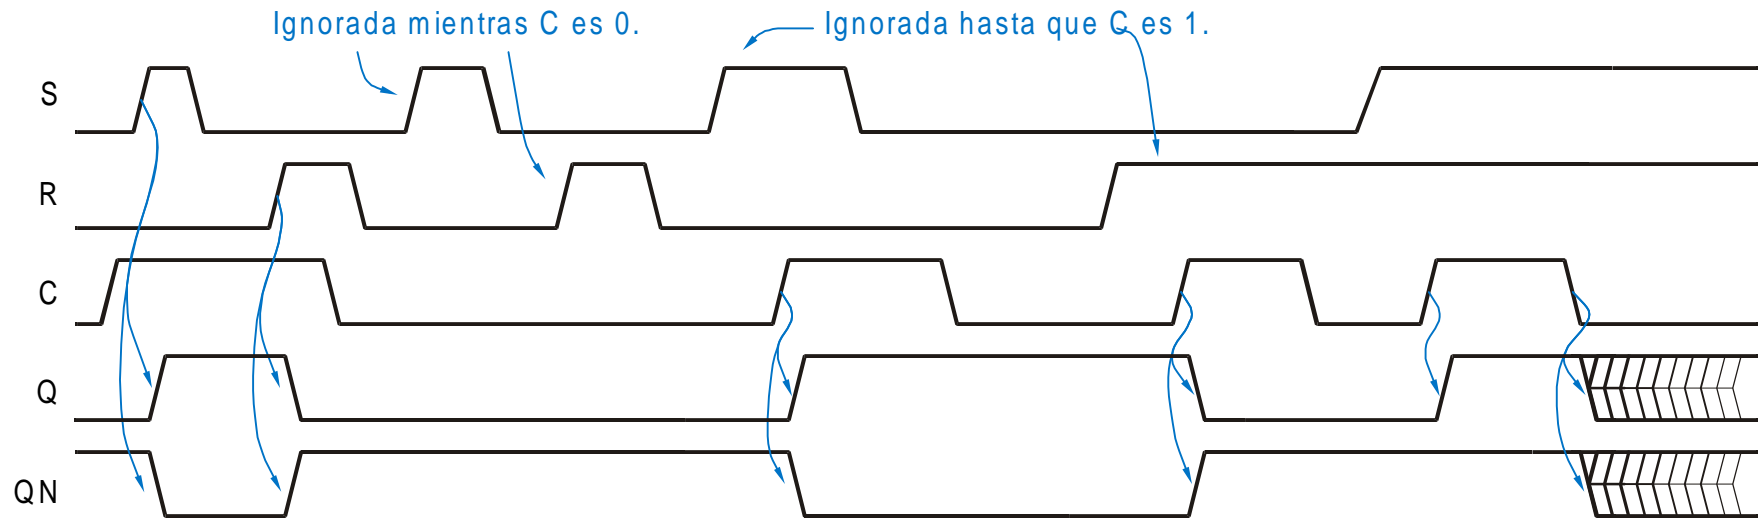 Ignorada mientras C es 0.
Ignorada hasta que C es 1.
S
R
C
Q
QN